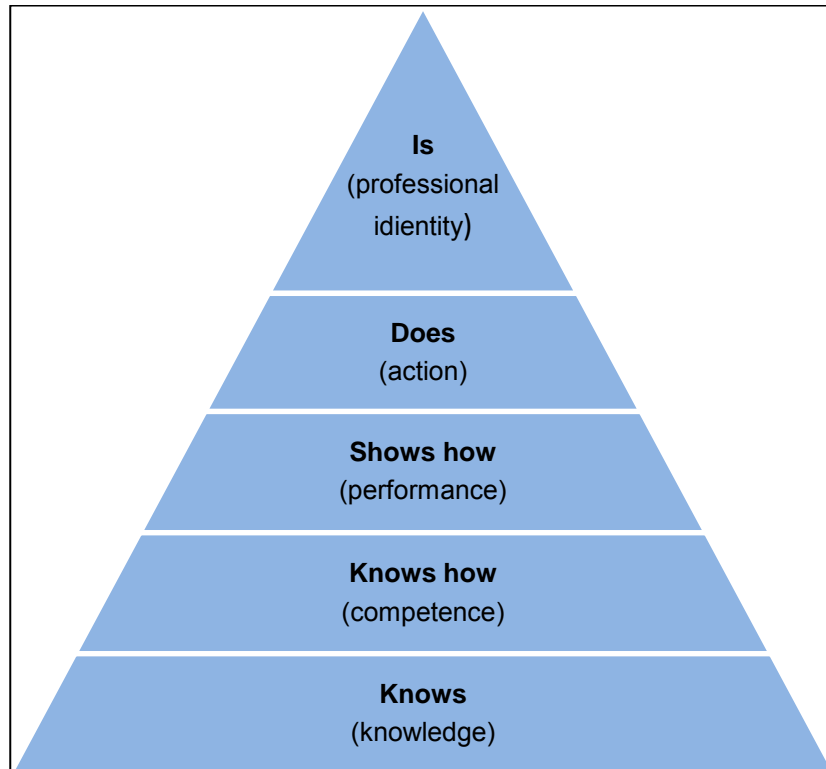 Is
(professional
idientity)
Does
(action)
Shows how
(performance)
Knows how
(competence)
Knows
(knowledge)